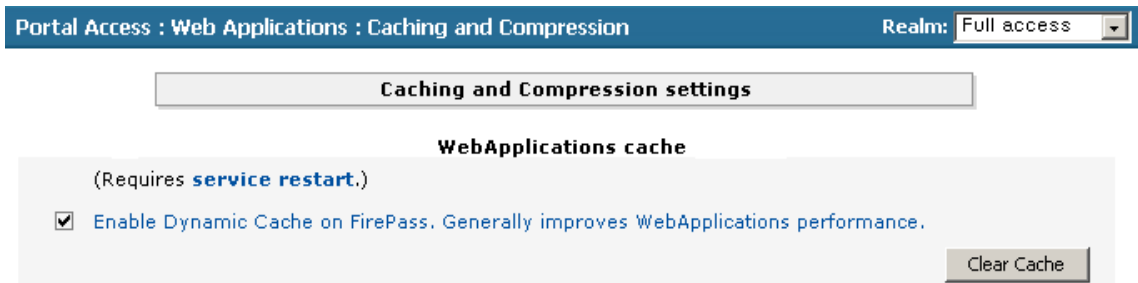 Portal Access : Web Applications : Caching and Compression Realm: Full access
Caching and Compression settings
WebApplications cache
(Requires service restart.)
Enable Dynamic Cache on FirePass. Generally improves WebApplications performance.
Clear Cache